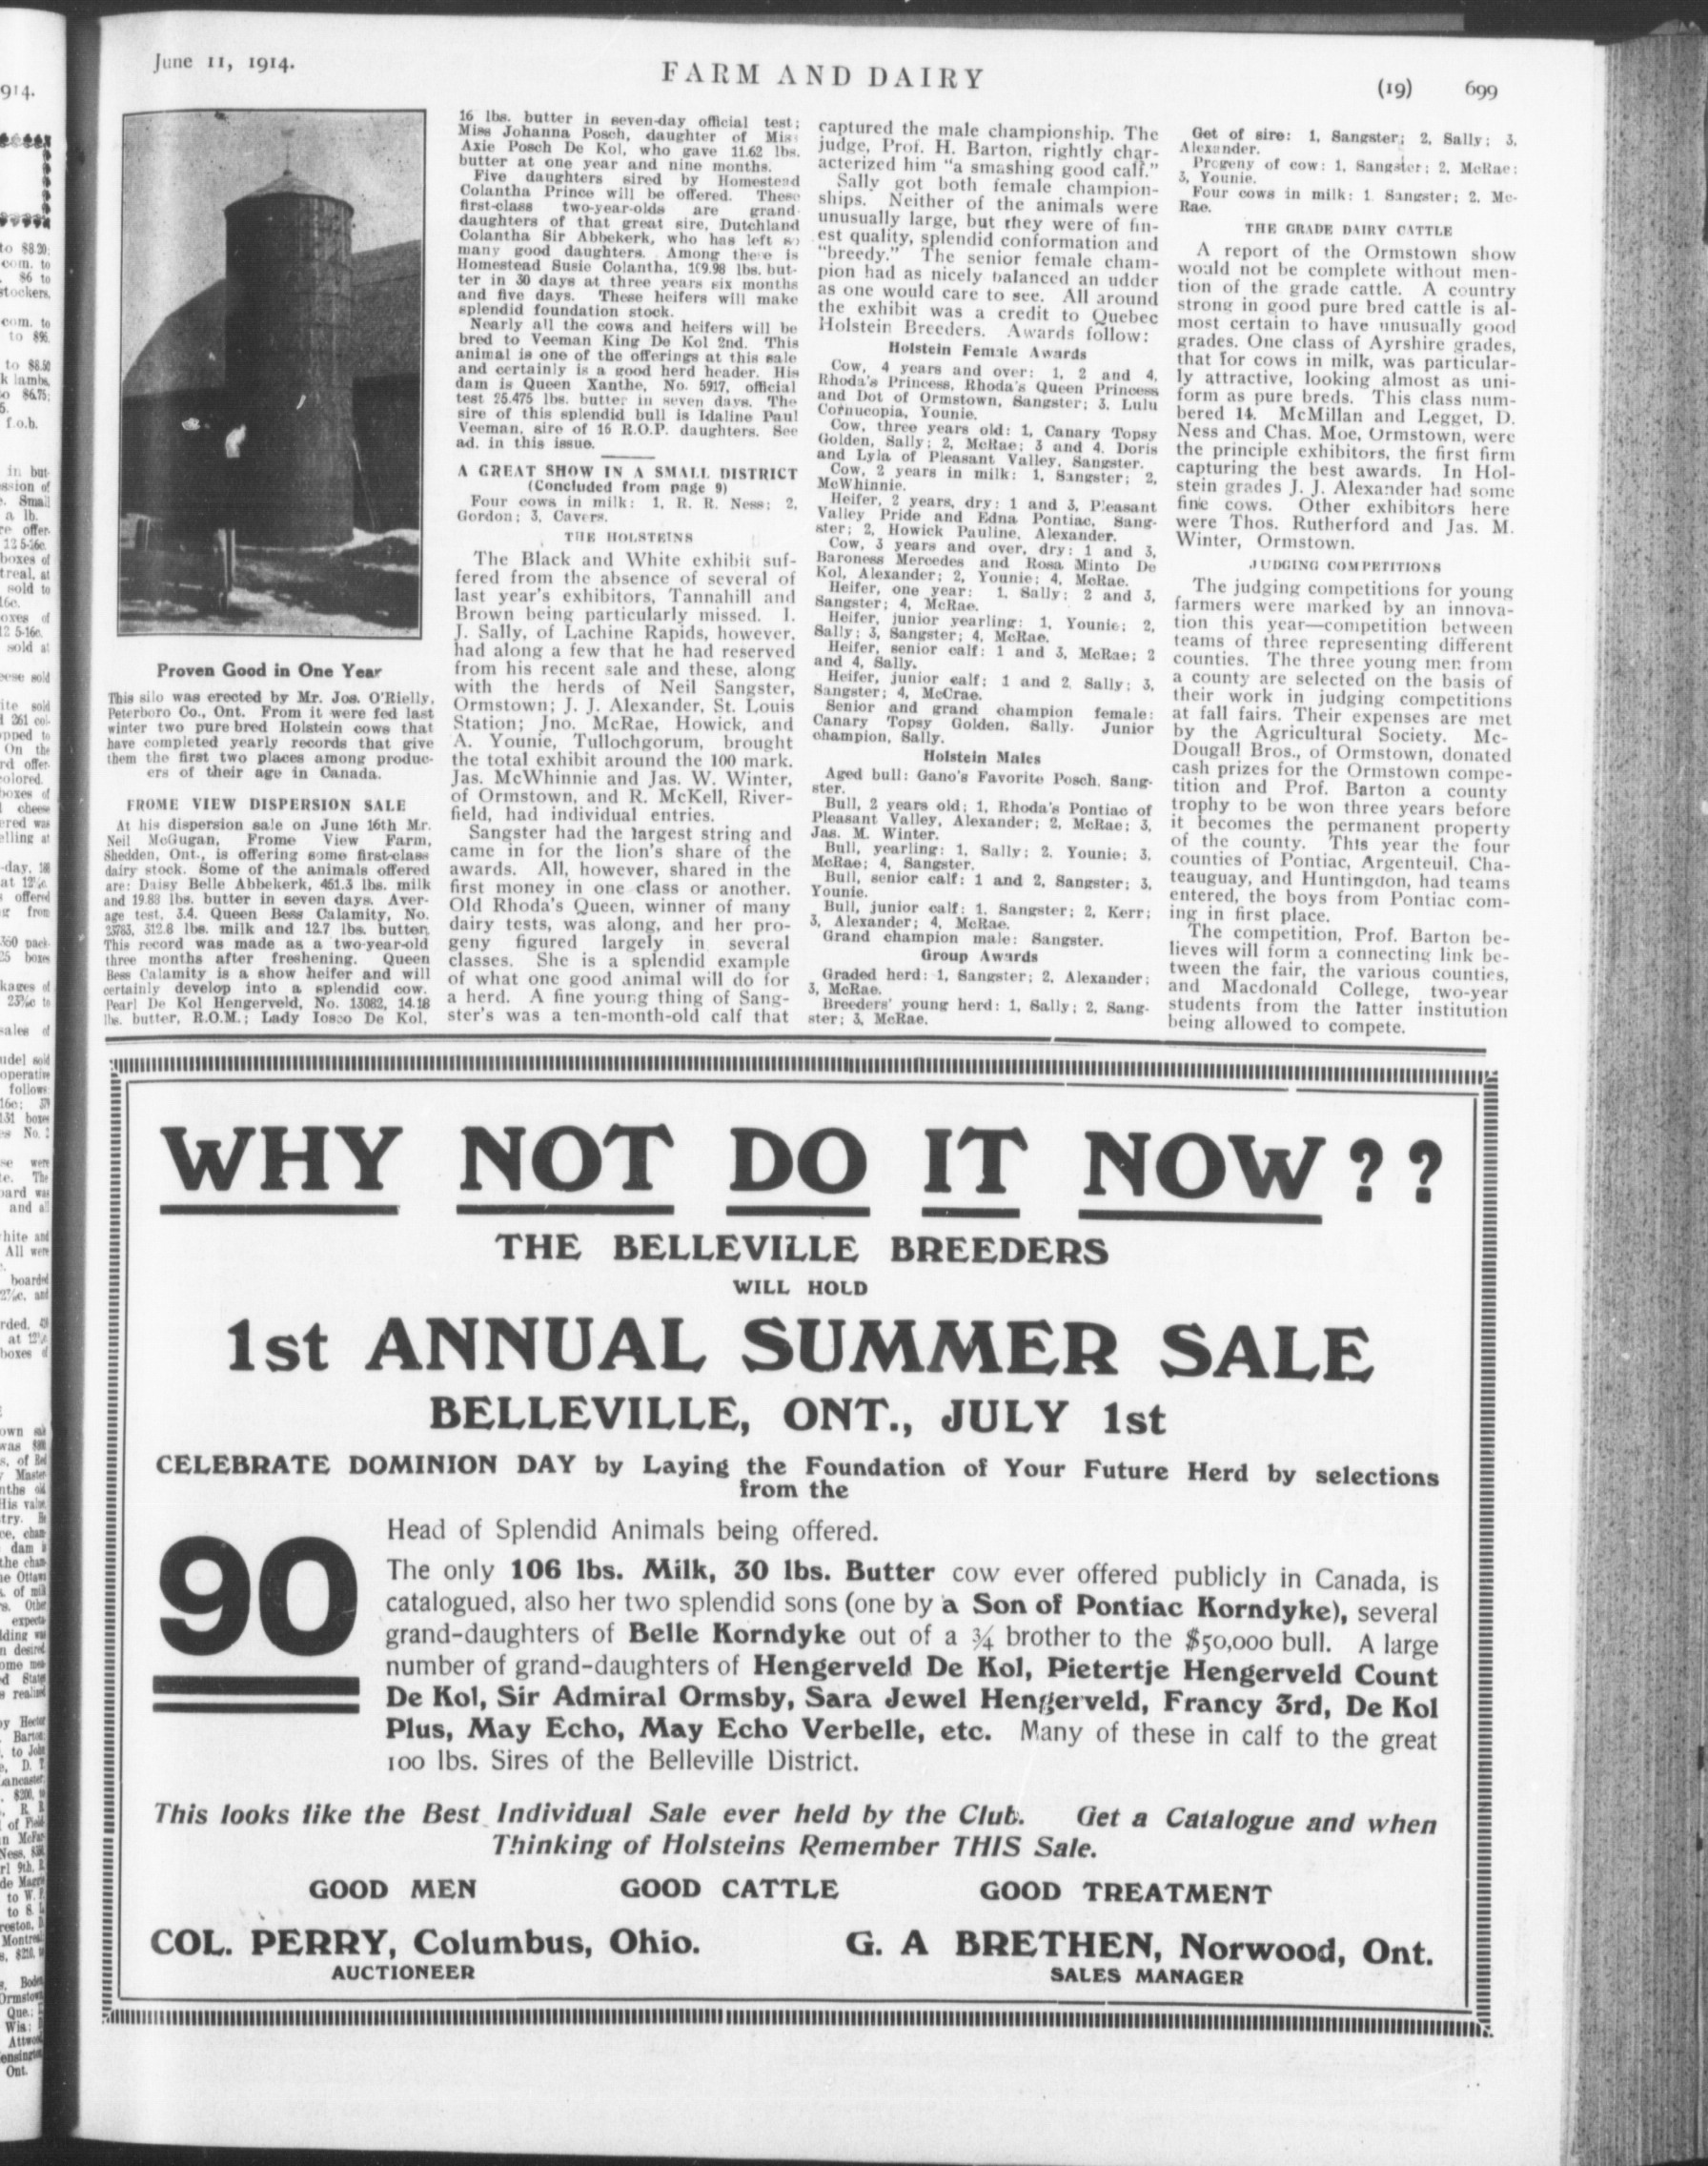 June 11, 1914.
FARM AND DAIRY
(19) 699
Proven Good in One Year
This silo was erected by Mr. Jos. O'Rielly,
Peterboro Co., Ont. From it were fed last
winter two pure bred Holstein cows that
have completed yearly records that give
them the first two places among produc-
ers of their age in Canada.
FROME VIEW DISPERSION SALE
At his dispersion sale on June 16th Mr.
Neil McGugan, Frome View Farm,
Shedden, Ont., is offering some first-class
dairy stock. Some of the animals offered
are: Daisy Belle Abbekerk, 461.3 lbs. milk
and 19.88 lbs. butter in seven days. Aver-
age test, 3.4. Queen Bess Calamity, No.
23783, 312.8 lbs. milk and 12.7 lbs. butter.
This record was made as a two-year-old
three months after freshening. Queen
Bess Calamity is a show heifer and will
certainly develop into a splendid cow.
Pearl De Kol Hengerveld, No. 13082, 14.18
lbs. butter, R.O.M.; Lady Iosco De Kol,
16 lbs. butter in seven-day official test;
Miss Johanna Posch, daughter of Miss
Axie Posch De Kol, who gave 11.62 lbs.
butter at one year and nine months.
Five daughters sired by Homestead
Colantha Prince will be offered. These
first-class two-year-olds are grand-
daughters of that great sire, Dutchland
Colantha Sir Abbekerk, who has left so
many good daughters. Among these is
Homestead Susie Colantha, 109.98 lbs. but-
ter in 30 days at three years six months
and five days. These heifers will make
splendid foundation stock.
Nearly all the cows and heifers will be
bred to Veeman King De Kol 2nd. This
animal is one of the offerings at this sale
and certainly is a good herd header. His
dam is Queen Xanthe, No. 5917, official
test 25.475 lbs. butter in seven days. The
sire of this splendid bull is Idaline Paul
Veeman, sire of 16 R.O.P. daughters. See
ad. in this issue.
A GREAT SHOW IN A SMALL DISTRICT
(Concluded from page 9)
Four cows in milk: 1, R. R. Ness; 2,
Gordon; 3, Cavers.
THE HOLSTEINS
The Black and White exhibit suf-
fered from the absence of several of
last year's exhibitors, Tannahill and
Brown being particularly missed. I.
J. Sally, of Lachine Rapids, however,
had along a few that he had reserved
from his recent sale and these, along
with the herds of Neil Sangster,
Ormstown; J. J. Alexander, St. Louis
Station; Jno. McRae, Howick, and
A. Younie, Tullochgorum, brought
the total exhibit around the 100 mark.
Jas. McWhinnie and Jas. W. Winter,
of Ormstown, and R. McKell, River-
field, had individual entries.
Sangster had the largest string and
came in for the lion's share of the
awards. All, however, shared in the
first money in one class or another.
Old Rhoda's Queen, winner of many
dairy tests, was along, and her pro-
geny figured largely in several
classes. She is a splendid example
of what one good animal will do for
a herd. A fine young thing of Sang-
ster's was a ten-month-old calf that
captured the male championship. The
judge, Prof. H. Barton, rightly char-
acterized him "a smashing good calf."
Sally got both female champion-
ships. Neither of the animals were
unusually large, but they were of fin-
est quality, splendid conformation and
"breedy." The senior female cham-
pion had as nicely balanced an udder
as one would care to see. All around
the exhibit was a credit to Quebec
Holstein Breeders. Awards follow:
Holstein Female Awards
Cow, 4 years and over: 1, 2 and 4,
Rhoda's Princess, Rhoda's Queen Princess
and Dot of Ormstown, Sangster; 3, Lulu
Cornucopia, Younie.
Cow, three years old: 1, Canary Topsy
Golden, Sally; 2, McRae; 3 and 4, Doris
and Lyla of Pleasant Valley, Sangster.
Cow, 2 years in milk: 1, Sangster; 2,
McWhinnie.
Heifer, 2 years, dry: 1 and 3, Pleasant
Valley Pride and Edna Pontiac, Sang-
ster; 2, Howick Pauline, Alexander.
Cow, 3 years and over, dry: 1 and 3,
Baroness Mercedes and Rosa Minto De
Kol, Alexander; 2, Younie; 4, McRae.
Heifer, one year: 1, Sally; 2 and 3,
Sangster; 4, McRae.
Heifer, junior yearling: 1, Younie; 2,
Sally; 3, Sangster; 4, McRae.
Heifer, senior calf: 1 and 3, McRae; 2
and 4, Sally.
Heifer, junior calf: 1 and 2, Sally; 3,
Sangster; 4, McCrae.
Senior and grand champion female:
Canary Topsy Golden, Sally. Junior
champion, Sally.
Holstein Males
Aged bull: Gano's Favorite Posch, Sang-
ster.
Bull, 2 years old: 1, Rhoda's Pontiac of
Pleasant Valley, Alexander; 2, McRae; 3,
Jas. M. Winter.
Bull, yearling: 1, Sally; 2, Younie; 3,
McRae; 4, Sangster.
Bull, senior calf: 1 and 2, Sangster; 3,
Younie.
Bull, junior calf: 1, Sangster; 2, Kerr;
3, Alexander; 4, McRae.
Grand champion male: Sangster.
Group Awards
Graded herd: 1, Sangster; 2, Alexander;
3, McRae.
Breeders' young herd: 1, Sally; 2, Sang-
ster; 3, McRae.
Get of sire: 1, Sangster; 2, Sally; 3,
Alexander.
Progeny of cow: 1, Sangster; 2, McRae;
3, Younie.
Four cows in milk: 1 Sangster; 2, Mc-
Rae.
THE GRADE DAIRY CATTLE
A report of the Ormstown show
would not be complete without men-
tion of the grade cattle. A country
strong in good pure bred cattle is al-
most certain to have unusually good
grades. One class of Ayrshire grades,
that for cows in milk, was particular-
ly attractive, looking almost as uni-
form as pure breds. This class num-
bered 14. McMillan and Legget, D.
Ness and Chas. Moe, Ormstown, were
the principle exhibitors, the first firm
capturing the best awards. In Hol-
stein grades J. J. Alexander had some
fine cows. Other exhibitors here
were Thos. Rutherford and Jas. M.
Winter, Ormstown.
JUDGING COMPETITIONS
The judging competitions for young
farmers were marked by an innova-
tion this year—competition between
teams of three representing different
counties. The three young men from
a county are selected on the basis of
their work in judging competitions
at fall fairs. Their expenses are met
by the Agricultural Society. Mc-
Dougall Bros., of Ormstown, donated
cash prizes for the Ormstown compe-
tition and Prof. Barton a county
trophy to be won three years before
it becomes the permanent property
of the county. This year the four
counties of Pontiac, Argenteuil, Cha-
teauguay, and Huntingdon, had teams
entered, the boys from Pontiac com-
ing in first place.
The competition, Prof. Barton be-
lieves will form a connecting link be-
tween the fair, the various counties,
and Macdonald College, two-year
students from the latter institution
being allowed to compete.
WHY NOT DO IT NOW??
THE BELLEVILLE BREEDERS
WILL HOLD
1st ANNUAL SUMMER SALE
BELLEVILLE, ONT., JULY 1st
CELEBRATE DOMINION DAY by Laying the Foundation of Your Future Herd by selections
from the
90
Head of Splendid Animals being offered.
The only 106 lbs. Milk, 30 lbs. Butter cow ever offered publicly in Canada, is
catalogued, also her two splendid sons (one by a Son of Pontiac Korndyke), several
grand-daughters of Belle Korndyke out of a ¾ brother to the $50,000 bull. A large
number of grand-daughters of Hengerveld De Kol, Pietertje Hengerveld Count
De Kol, Sir Admiral Ormsby, Sara Jewel Hengerveld, Francy 3rd, De Kol
Plus, May Echo, May Echo Verbelle, etc. Many of these in calf to the great
100 lbs. Sires of the Belleville District.
This looks like the Best Individual Sale ever held by the Club. Get a Catalogue and when
Thinking of Holsteins Remember THIS Sale.
GOOD MEN GOOD CATTLE GOOD TREATMENT
COL. PERRY, Columbus, Ohio.
AUCTIONEER
G. A BRETHEN, Norwood, Ont.
SALES MANAGER